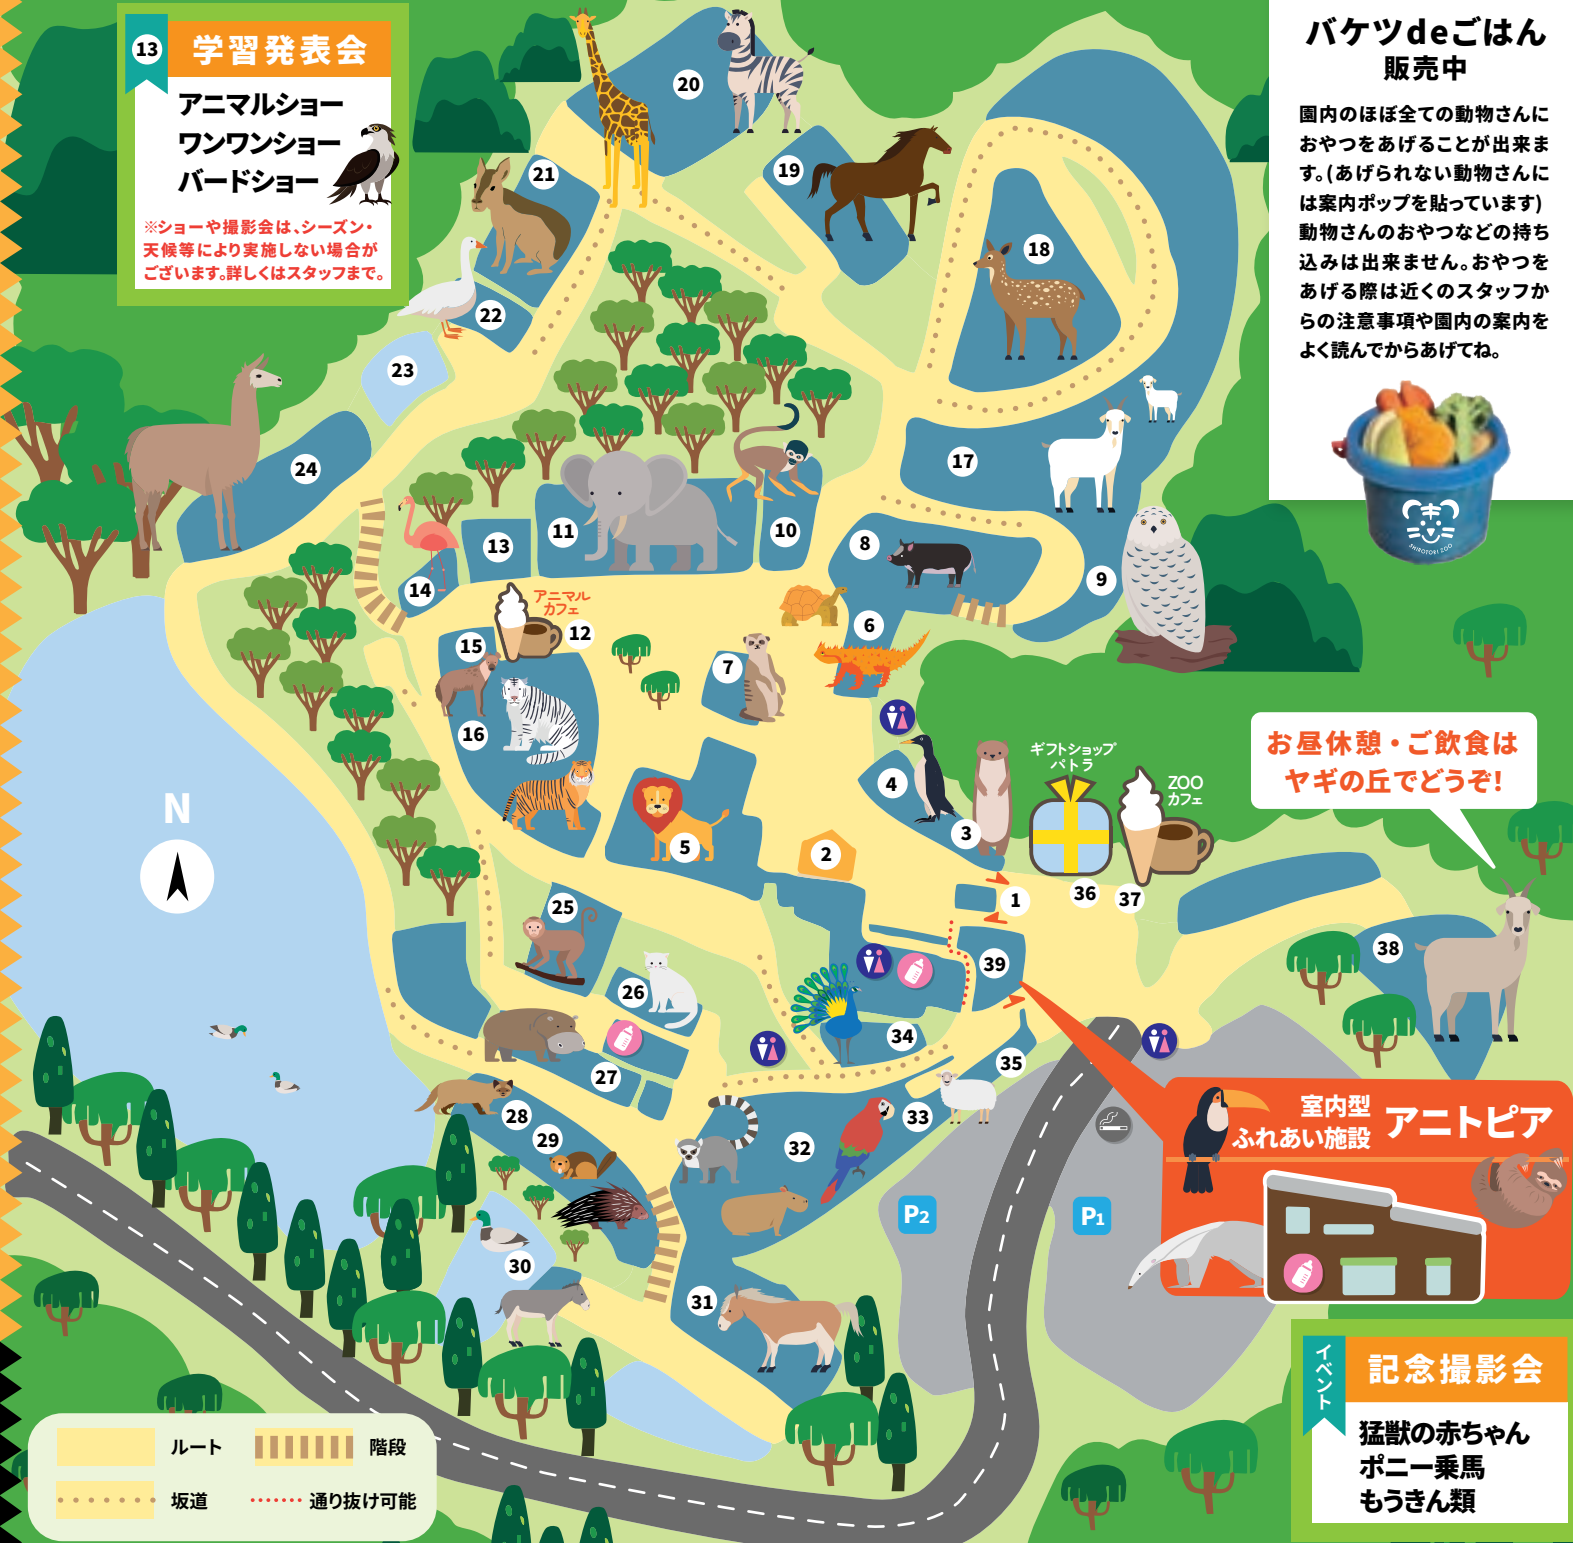 13
学習発表会
アニマルショー
ワンワンショー
バードショー
※ショーや撮影会は、シーズン・
天候等により実施しない場合が
ございます。詳しくはスタッフまで。
バケツdeごはん
販売中
園内のほぼ全ての動物さんに
おやつをあげることが出来ま
す。(あげられない動物さんに
は案内ポップを貼っています)
動物さんのおやつなどの持ち
込みは出来ません。おやつを
あげる際は近くのスタッフか
らの注意事項や園内の案内を
よく読んでからあげてね。
SHIROTORI ZOO
20
19
21
18
22
23
24
17
11
10
13
8
14
9
アニマル
カフェ
12
6
15
7
16
お昼休憩・ご飲食は
ヤギの丘でどうぞ!
ギフトショップ
パトラ
ZOO
カフェ
4
3
N
5
2
36
37
1
25
38
39
26
34
35
27
28
29
33
32
室内型
ふれあい施設
アニトピア
P2
P1
30
31
イベント
記念撮影会
猛獣の赤ちゃん
ポニー乗馬
もうきん類
ルート
階段
坂道
通り抜け可能